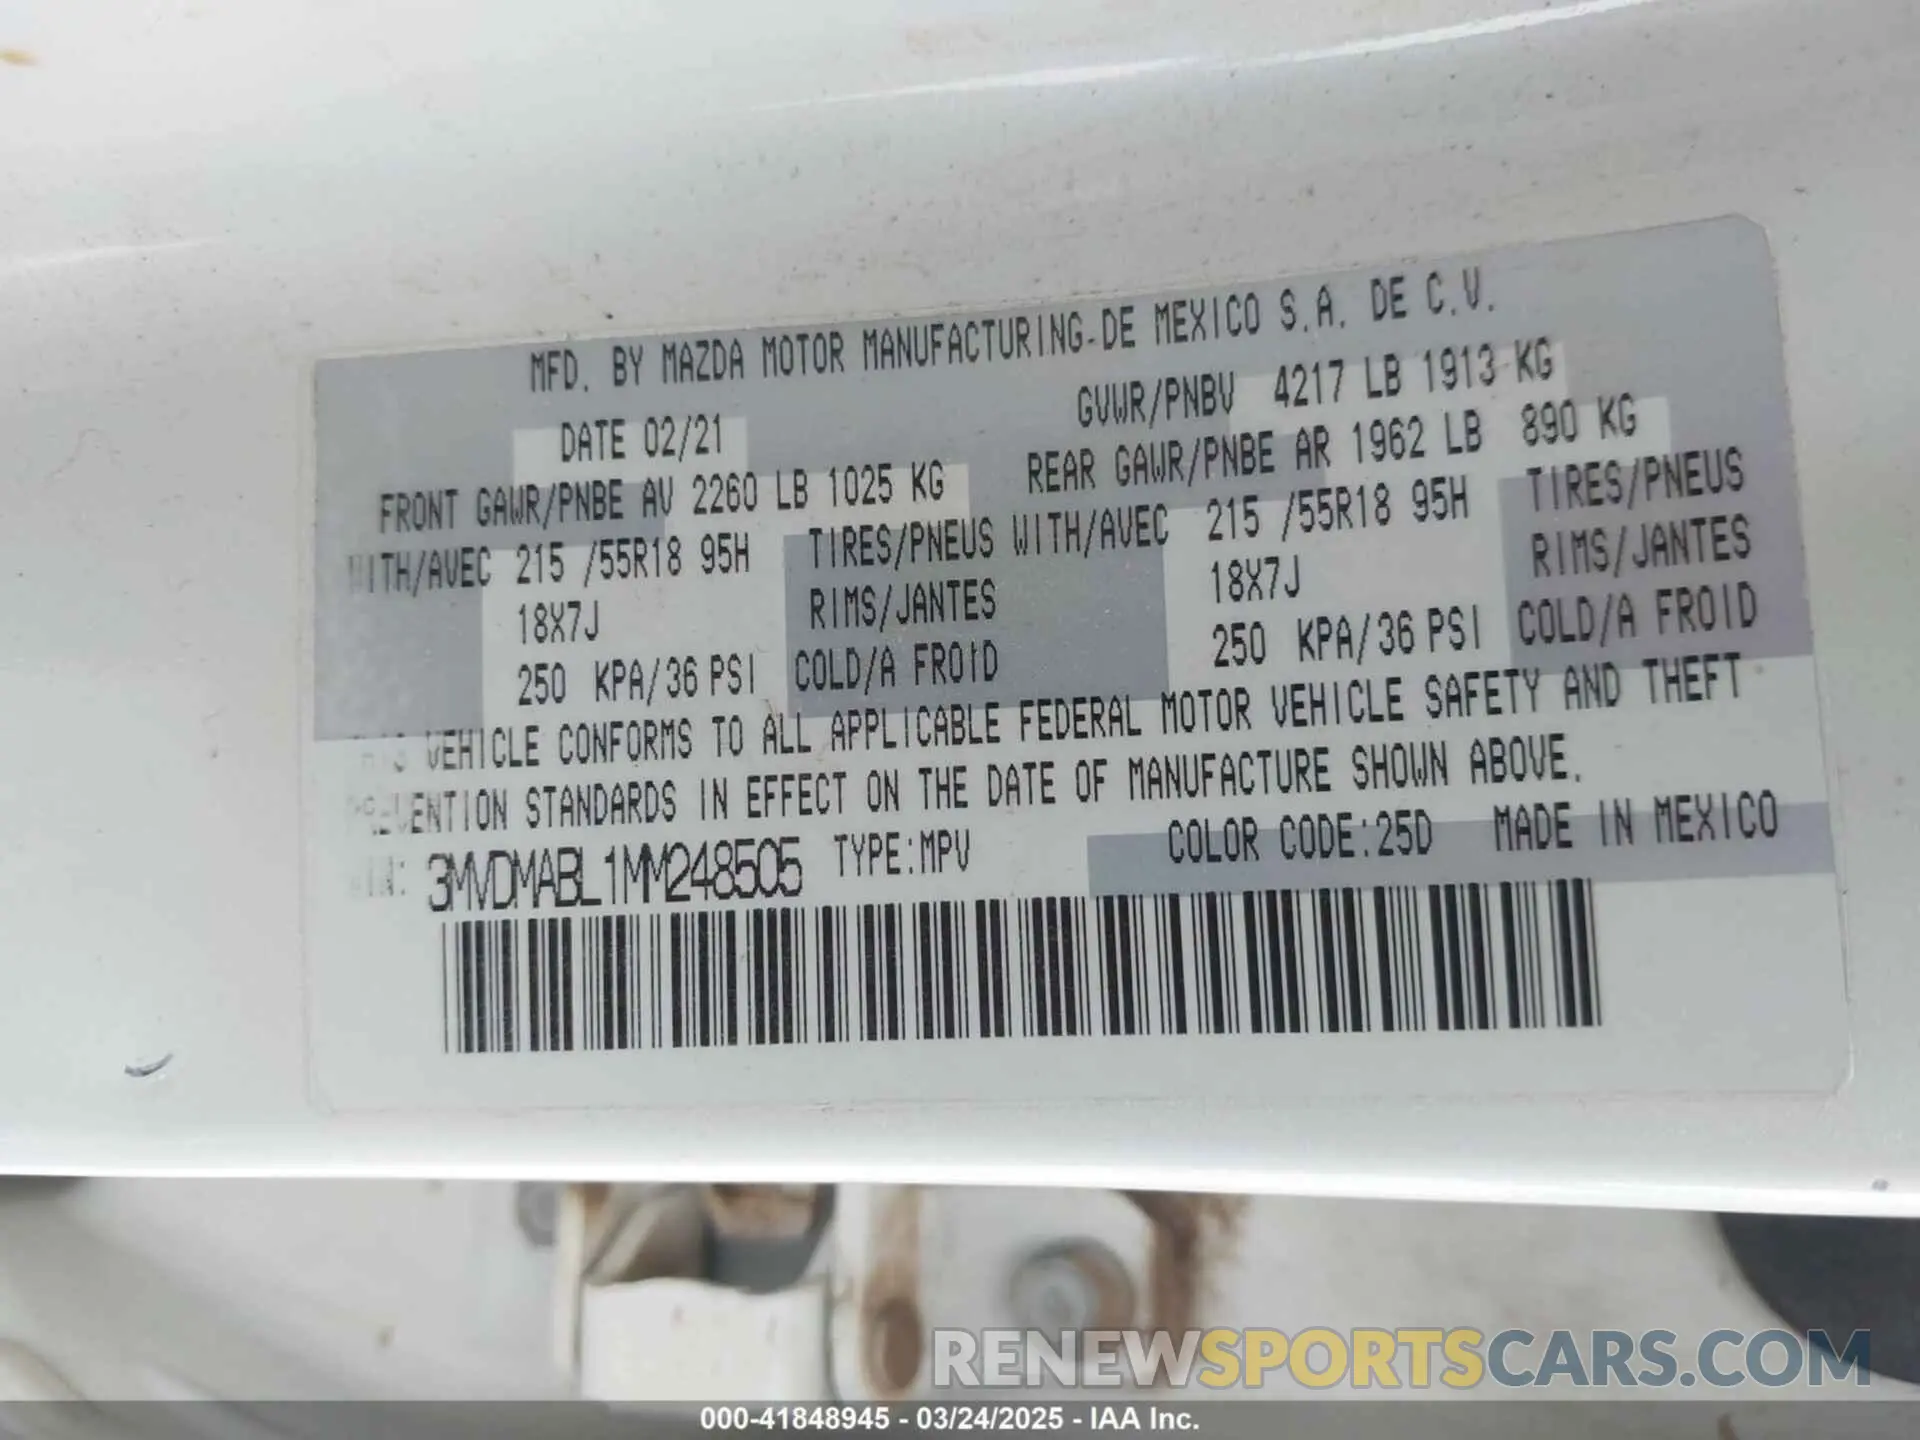 MFD. BY MAZDA MOTOR MANUFACTURING DE MEXICO S.A. DE C.V.
DATE 02/21 GVWR/PNBV 4217 LB 1913 KG
FRONT GAWR/PNBE AV 2260 LB 1025 KG REAR GAWR/PNBE AR 1962 LB 890 KG
WITH/AVEC 215 /55R18 95H TIRES/PNEUS WITH/AVEC 215 /55R18 95H TIRES/PNEUS
18X7J RIMS/JANTES 18X7J RIMS/JANTES
250 KPA/36 PSI COLD/A FROID 250 KPA/36 PSI COLD/A FROID
THIS VEHICLE CONFORMS TO ALL APPLICABLE FEDERAL MOTOR VEHICLE SAFETY AND THEFT
PREVENTION STANDARDS IN EFFECT ON THE DATE OF MANUFACTURE SHOWN ABOVE.
VIN: 3MVDMABL1MM248505 TYPE:MPV COLOR CODE:25D MADE IN MEXICO
RENEWSPORTSCARS.COM
000-41848945 - 03/24/2025 - IAA Inc.